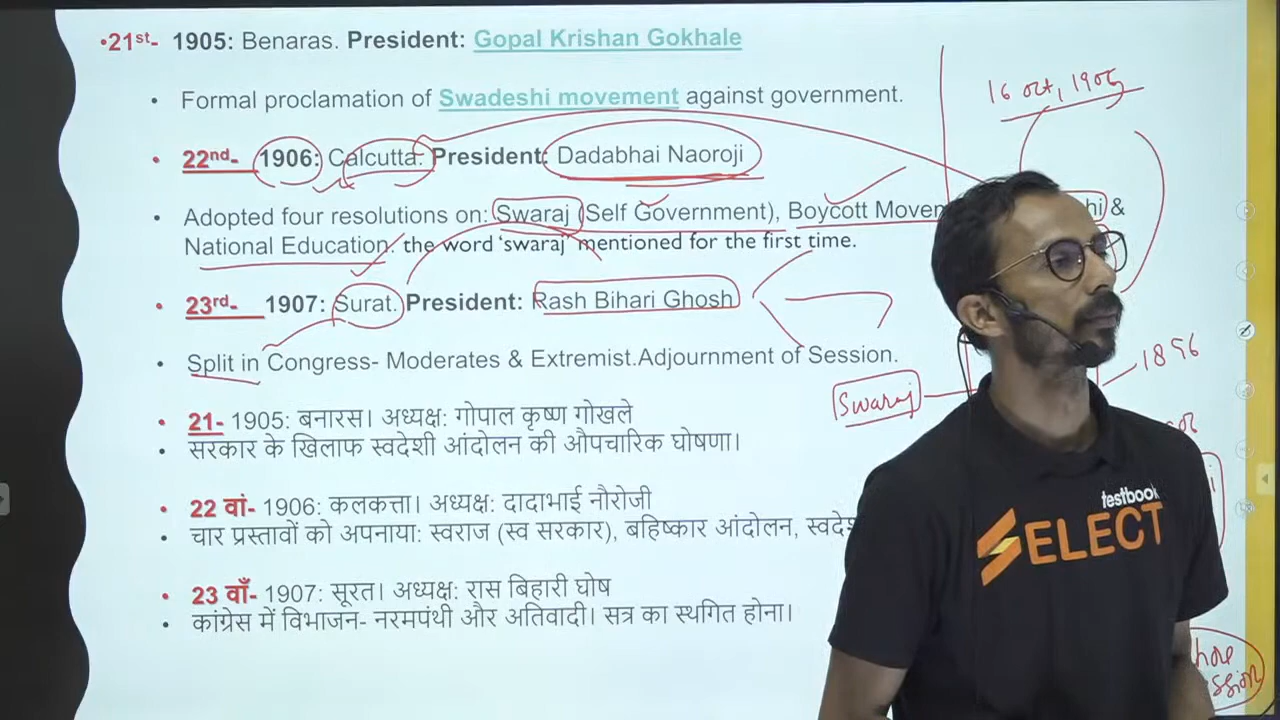 •21st- 1905: Benaras. President: Gopal Krishan Gokhale
16 oct, 1905
• Formal proclamation of Swadeshi movement against government.
• 22nd- 1906: Calcutta. President: Dadabhai Naoroji
• Adopted four resolutions on: Swaraj (Self Government), Boycott Movem hi &
National Education. the word ‘swaraj’ mentioned for the first time.
• 23rd- 1907: Surat. President: Rash Bihari Ghosh
• Split in Congress- Moderates & Extremist.Adjournment of Session.
1896
Swaraj
• 21- 1905: बनारस। अध्यक्ष: गोपाल कृष्ण गोखले
• सरकार के खिलाफ स्वदेशी आंदोलन की औपचारिक घोषणा।
• 22 वां- 1906: कलकत्ता। अध्यक्ष: दादाभाई नौरोजी
• चार प्रस्तावों को अपनाया: स्वराज (स्व सरकार), बहिष्कार आंदोलन, स्वदेश
• 23 वाँ- 1907: सूरत। अध्यक्ष: रास बिहारी घोष
• कांग्रेस में विभाजन- नरमपंथी और अतिवादी। सत्र का स्थगित होना।
testbook
SELECT